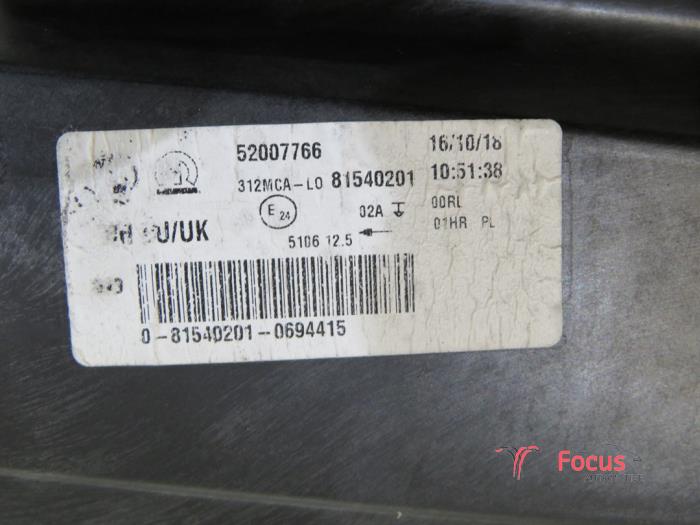 52007766 16/10/18
312MCA-LO 81540201 10:51:38
E 24 02A 00RL
U/UK 01HR PL
5106 12.5
0-81540201-0694415
Focus